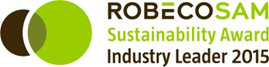 ROBECOSAM
Sustainability Award
Industry Leader 2015